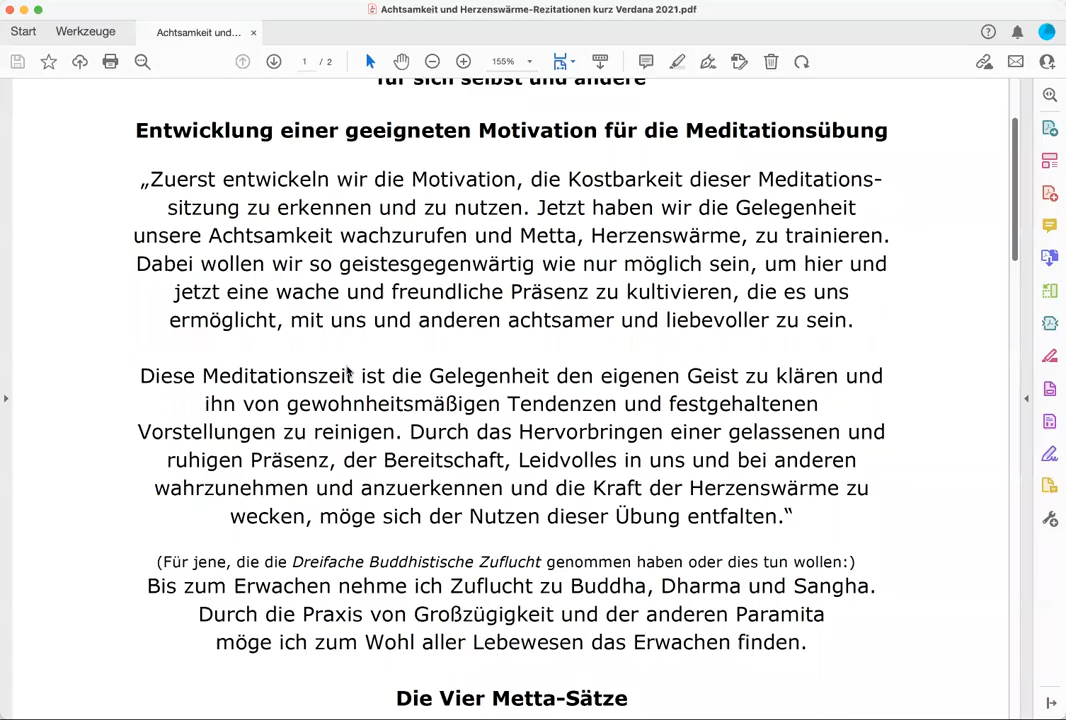 Achtsamkeit und Herzenswärme-Rezitationen kurz Verdana 2021.pdf
Start Werkzeuge Achtsamkeit und... ×
1 / 2 155%
für sich selbst und andere
Entwicklung einer geeigneten Motivation für die Meditationsübung
„Zuerst entwickeln wir die Motivation, die Kostbarkeit dieser Meditations-
sitzung zu erkennen und zu nutzen. Jetzt haben wir die Gelegenheit
unsere Achtsamkeit wachzurufen und Metta, Herzenswärme, zu trainieren.
Dabei wollen wir so geistesgegenwärtig wie nur möglich sein, um hier und
jetzt eine wache und freundliche Präsenz zu kultivieren, die es uns
ermöglicht, mit uns und anderen achtsamer und liebevoller zu sein.
Diese Meditationszeit ist die Gelegenheit den eigenen Geist zu klären und
ihn von gewohnheitsmäßigen Tendenzen und festgehaltenen
Vorstellungen zu reinigen. Durch das Hervorbringen einer gelassenen und
ruhigen Präsenz, der Bereitschaft, Leidvolles in uns und bei anderen
wahrzunehmen und anzuerkennen und die Kraft der Herzenswärme zu
wecken, möge sich der Nutzen dieser Übung entfalten.“
(Für jene, die die Dreifache Buddhistische Zuflucht genommen haben oder dies tun wollen:)
Bis zum Erwachen nehme ich Zuflucht zu Buddha, Dharma und Sangha.
Durch die Praxis von Großzügigkeit und der anderen Paramita
möge ich zum Wohl aller Lebewesen das Erwachen finden.
Die Vier Metta-Sätze